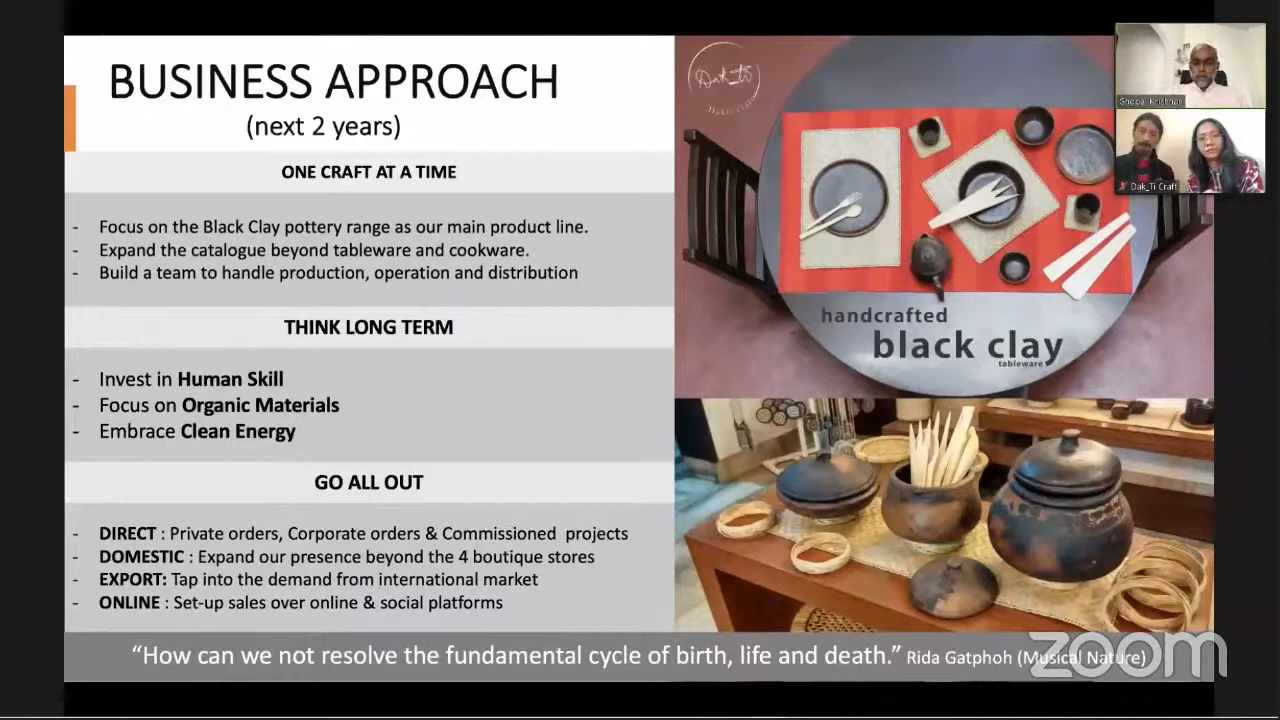 BUSINESS APPROACH
(next 2 years)
ONE CRAFT AT A TIME
- Focus on the Black Clay pottery range as our main product line.
- Expand the catalogue beyond tableware and cookware.
- Build a team to handle production, operation and distribution
THINK LONG TERM
- Invest in Human Skill
- Focus on Organic Materials
- Embrace Clean Energy
GO ALL OUT
- DIRECT : Private orders, Corporate orders & Commissioned projects
- DOMESTIC : Expand our presence beyond the 4 boutique stores
- EXPORT: Tap into the demand from international market
- ONLINE : Set-up sales over online & social platforms
“How can we not resolve the fundamental cycle of birth, life and death.” Rida Gatphoh (Musical Nature)
Dak_ti
handcrafted
black clay
tableware
Krishnan
Dak_Ti Craft
zoom